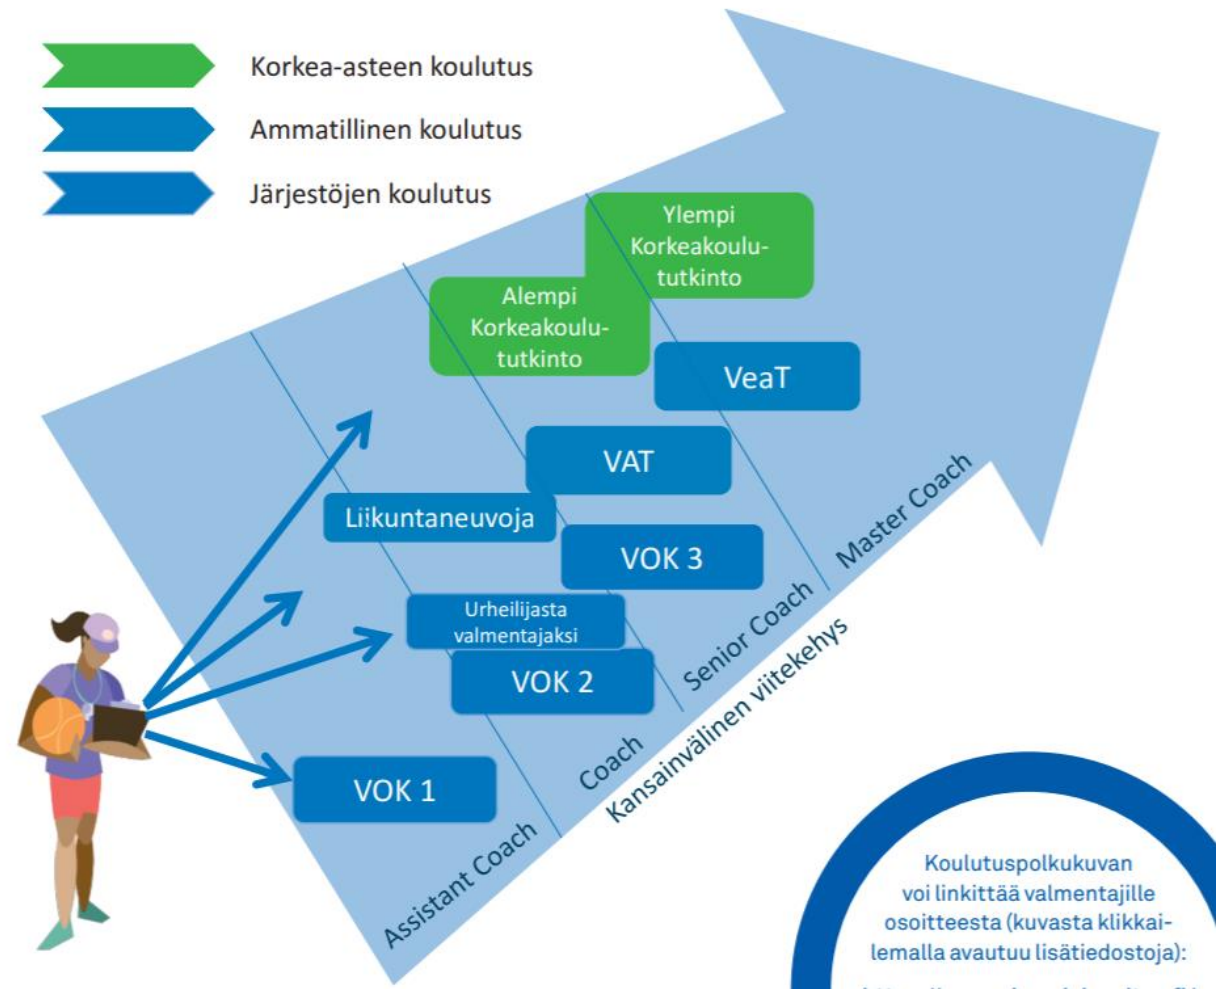 Korkea-asteen koulutus
Ammatillinen koulutus
Järjestöjen koulutus
Ylempi
Korkeakoulu-
tutkinto
Alempi
Korkeakoulu-
tutkinto
VeaT
VAT
Liikuntaneuvoja
VOK 3
Urheilijasta
valmentajaksi
VOK 2
VOK 1
Assistant Coach
Coach
Senior Coach
Master Coach
Kansainvälinen viitekehys
Koulutuspolkukuvan
voi linkittää valmentajille
osoitteesta (kuvasta klikkai-
lemalla avautuu lisätiedostoja):